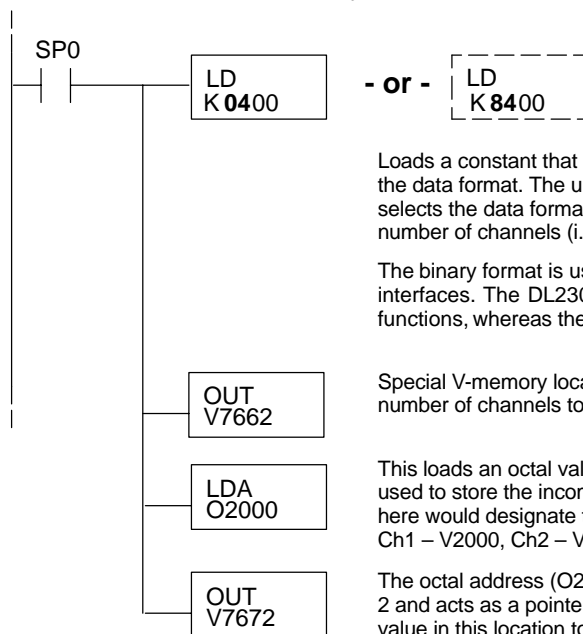 SP0
LD
K 0400
- or -
LD
K 8400
Loads a constant that
the data format. The u
selects the data forma
number of channels (i.
The binary format is us
interfaces. The DL230
functions, whereas the
OUT
V7662
Special V-memory loca
number of channels to
LDA
O2000
This loads an octal val
used to store the incor
here would designate
Ch1 – V2000, Ch2 – V
OUT
V7672
The octal address (O2
2 and acts as a pointe
value in this location to